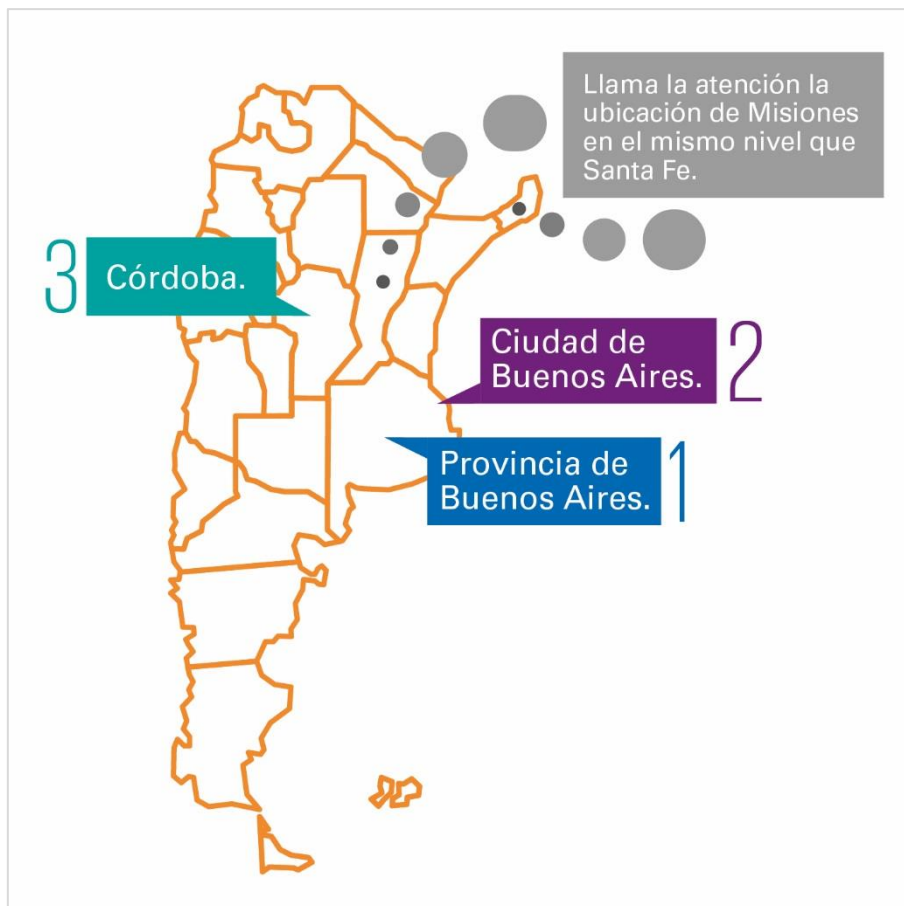 Llama la atención la
ubicación de Misiones
en el mismo nivel que
Santa Fe.
3
Córdoba.
Ciudad de
Buenos Aires.
2
Provincia de
Buenos Aires.
1